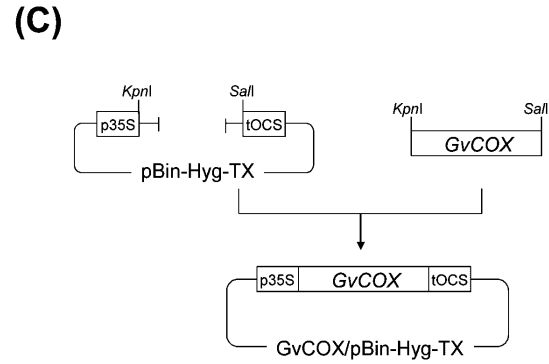 (C)
KpnI SalI
p35S tOCS
pBin-Hyg-TX
KpnI SalI
GvCOX
p35S GvCOX tOCS
GvCOX/pBin-Hyg-TX